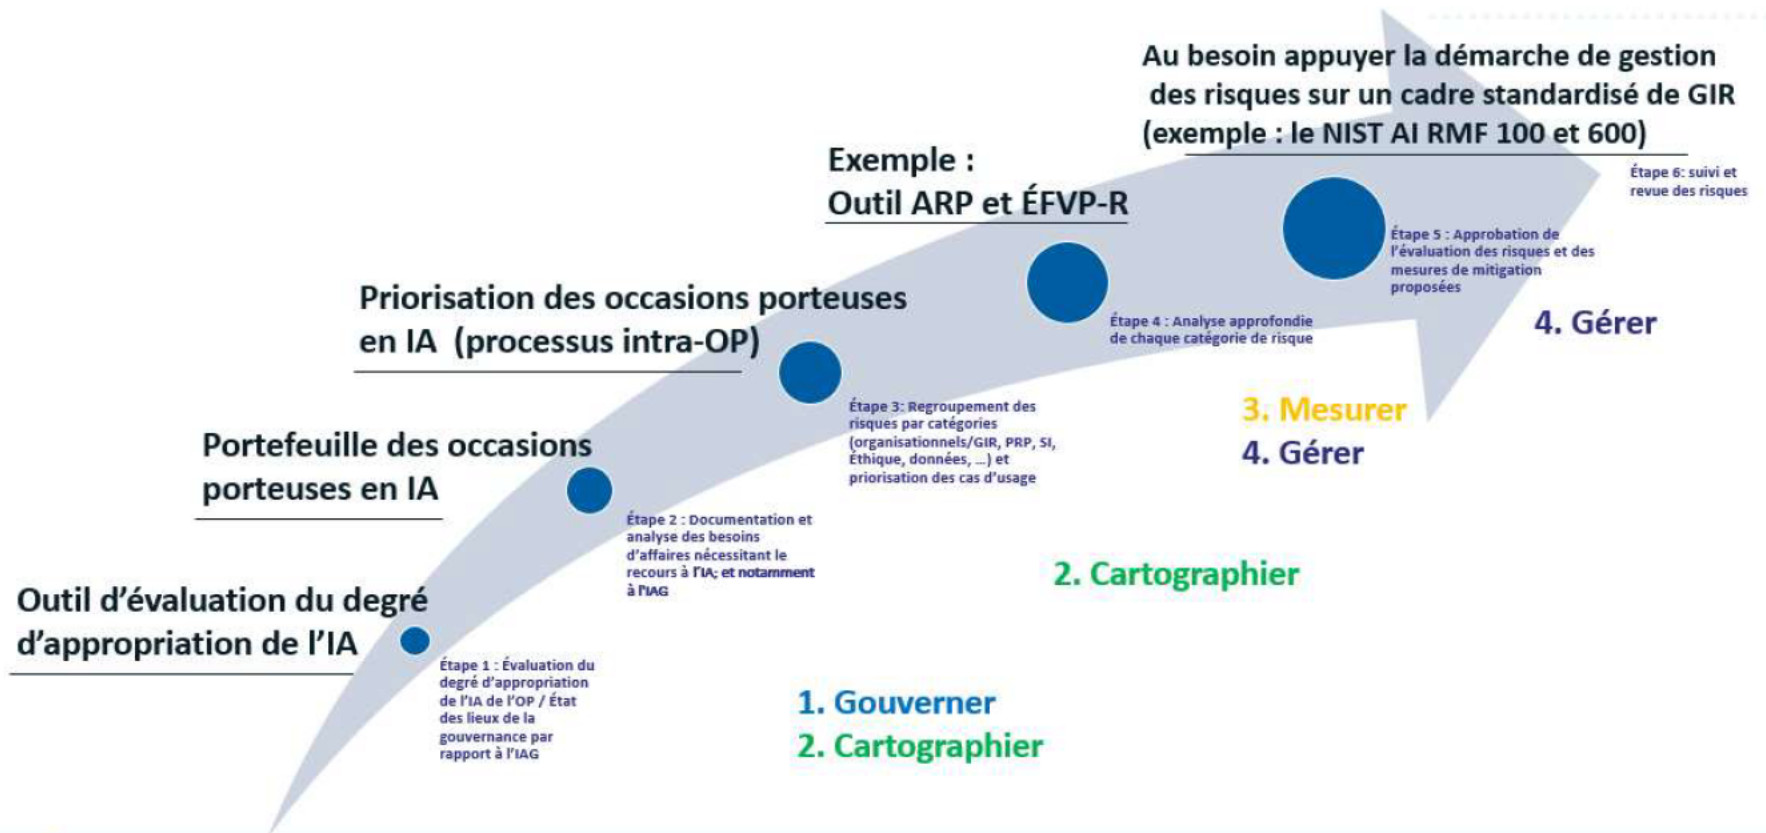 Au besoin appuyer la démarche de gestion
des risques sur un cadre standardisé de GIR
(exemple : le NIST AI RMF 100 et 600)
Étape 6: suivi et
revue des risques
Exemple :
Outil ARP et ÉFVP-R
Étape 5 : Approbation de
l'évaluation des risques et des
mesures de mitigation
proposées
4. Gérer
Priorisation des occasions porteuses
en IA (processus intra-OP)
Étape 4 : Analyse approfondie
de chaque catégorie de risque
3. Mesurer
4. Gérer
Étape 3: Regroupement des
risques par catégories
(organisationnels/GIR, PRP, SI,
Éthique, données, ...) et
priorisation des cas d'usage
Portefeuille des occasions
porteuses en IA
Étape 2 : Documentation et
analyse des besoins
d'affaires nécessitant le
recours à l'IA; et notamment
à l'IAG
2. Cartographier
Outil d'évaluation du degré
d'appropriation de l'IA
Étape 1 : Évaluation du
degré d'appropriation
de l'IA de l'OP / État
des lieux de la
gouvernance par
rapport à l'IAG
1. Gouverner
2. Cartographier